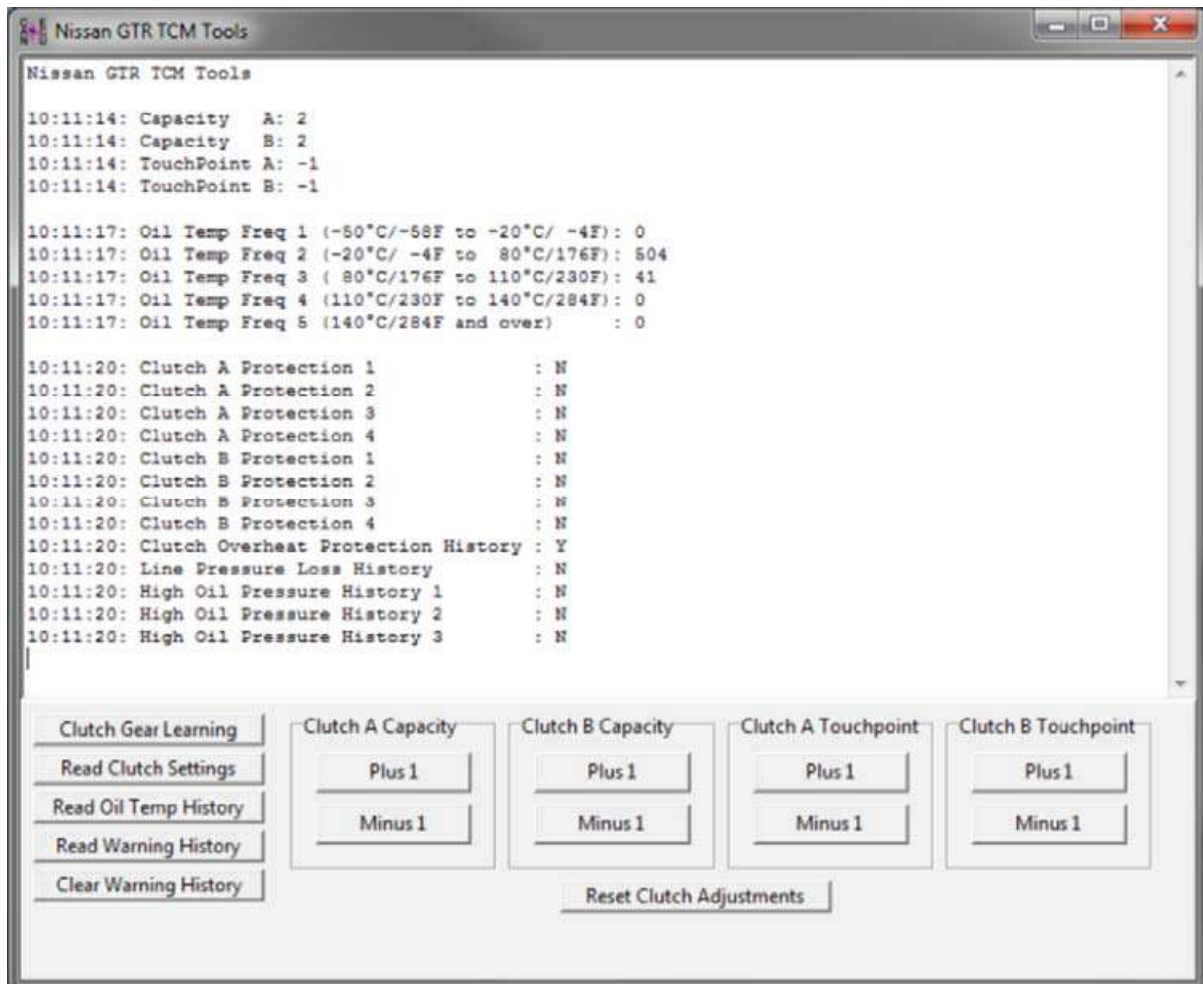 Nissan GTR TCM Tools
Nissan GTR TCM Tools
10:11:14: Capacity   A: 2
10:11:14: Capacity   B: 2
10:11:14: TouchPoint A: -1
10:11:14: TouchPoint B: -1
10:11:17: Oil Temp Freq 1 (-50°C/-58F to -20°C/ -4F): 0
10:11:17: Oil Temp Freq 2 (-20°C/ -4F to  80°C/176F): 504
10:11:17: Oil Temp Freq 3 ( 80°C/176F to 110°C/230F): 41
10:11:17: Oil Temp Freq 4 (110°C/230F to 140°C/284F): 0
10:11:17: Oil Temp Freq 5 (140°C/284F and over)     : 0
10:11:20: Clutch A Protection 1              : N
10:11:20: Clutch A Protection 2              : N
10:11:20: Clutch A Protection 3              : N
10:11:20: Clutch A Protection 4              : N
10:11:20: Clutch B Protection 1              : N
10:11:20: Clutch B Protection 2              : N
10:11:20: Clutch B Protection 3              : N
10:11:20: Clutch B Protection 4              : N
10:11:20: Clutch Overheat Protection History : Y
10:11:20: Line Pressure Loss History         : N
10:11:20: High Oil Pressure History 1        : N
10:11:20: High Oil Pressure History 2        : N
10:11:20: High Oil Pressure History 3        : N
Clutch Gear Learning
Read Clutch Settings
Read Oil Temp History
Read Warning History
Clear Warning History
Clutch A Capacity
Plus 1
Minus 1
Clutch B Capacity
Plus 1
Minus 1
Clutch A Touchpoint
Plus 1
Minus 1
Clutch B Touchpoint
Plus 1
Minus 1
Reset Clutch Adjustments